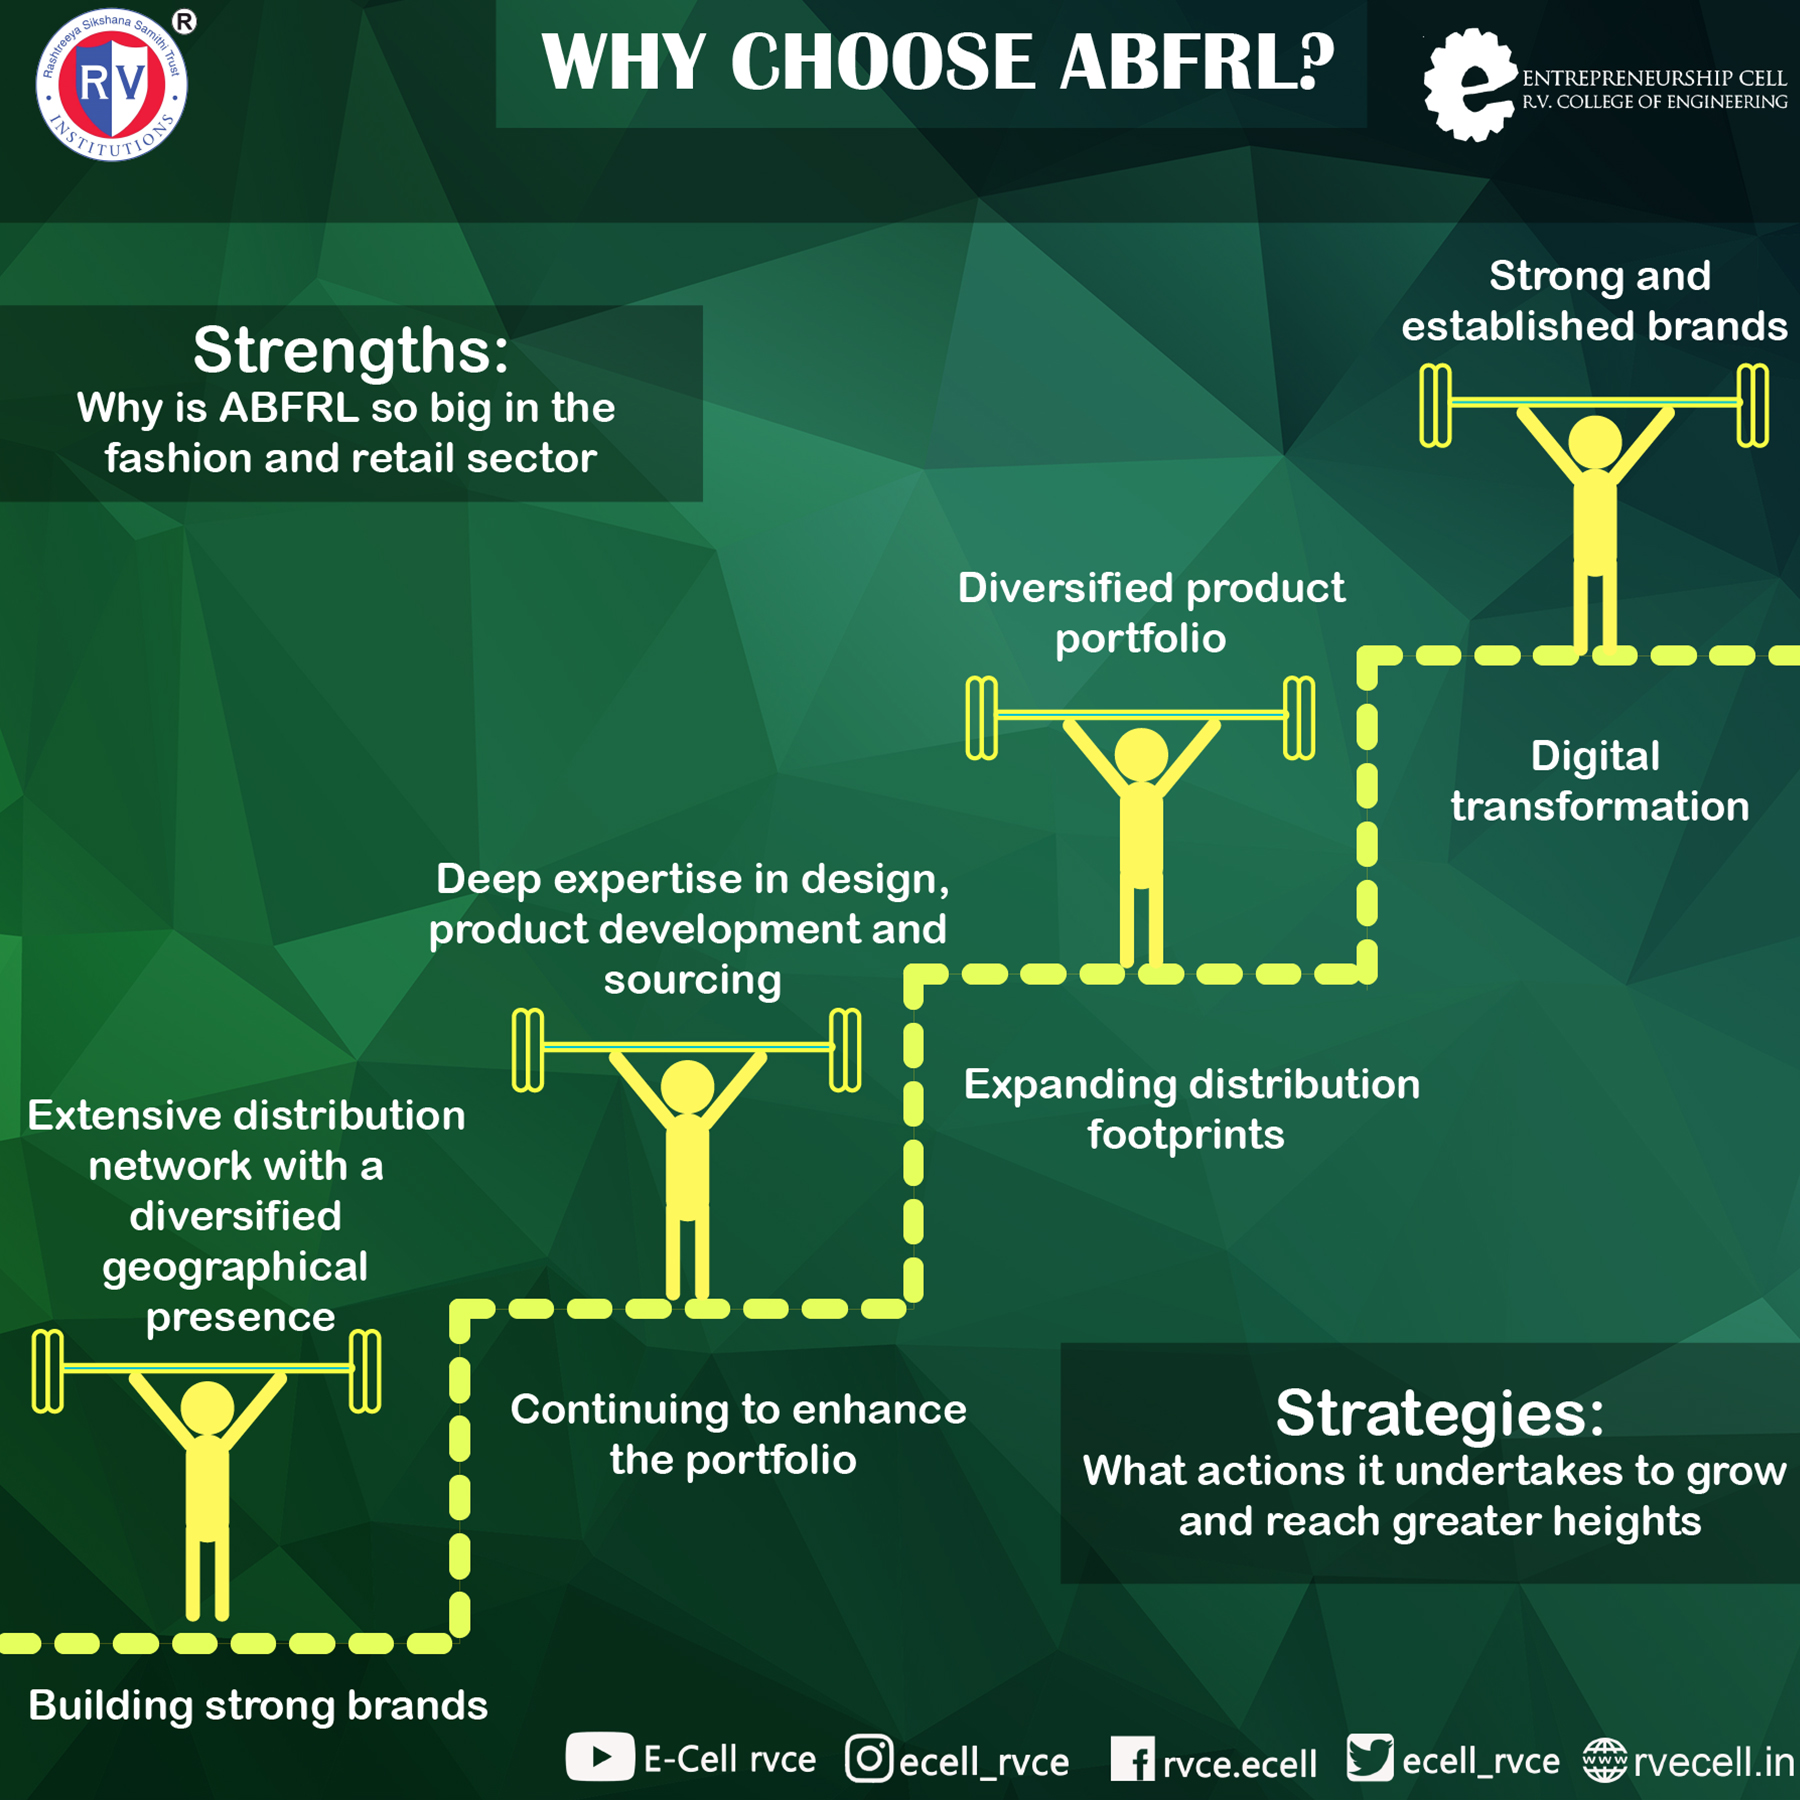 Rashtreeya Sikshana Samithi Trust
RV
INSTITUTIONS
R
WHY CHOOSE ABFRL?
e
ENTREPRENEURSHIP CELL
R.V. COLLEGE OF ENGINEERING
Strengths:
Why is ABFRL so big in the
fashion and retail sector
Strong and
established brands
Diversified product
portfolio
Digital
transformation
Deep expertise in design,
product development and
sourcing
Expanding distribution
footprints
Extensive distribution
network with a
diversified
geographical
presence
Continuing to enhance
the portfolio
Strategies:
What actions it undertakes to grow
and reach greater heights
Building strong brands
E-Cell rvce
ecell_rvce
rvce.ecell
ecell_rvce
www
rvecell.in